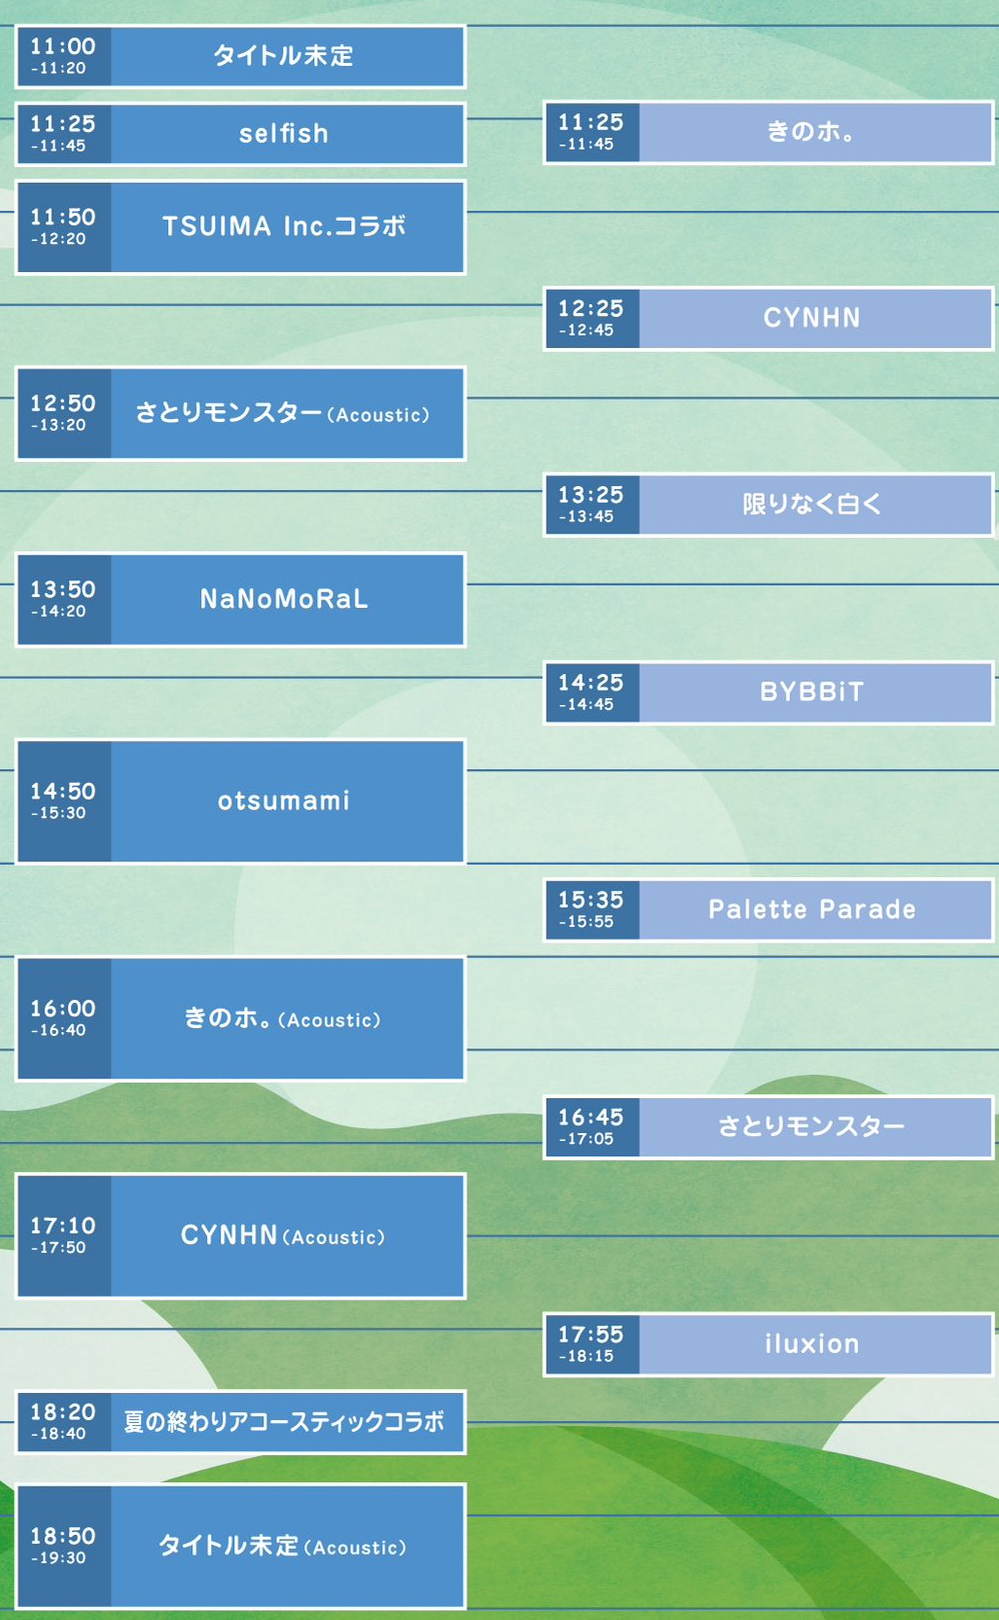 11:00
-11:20
タイトル未定
11:25
-11:45
selfish
11:25
-11:45
きのホ。
11:50
-12:20
TSUIMA Inc.コラボ
12:25
-12:45
CYNHN
12:50
-13:20
さとりモンスター(Acoustic)
13:25
-13:45
限りなく白く
13:50
-14:20
NaNoMoRaL
14:25
-14:45
BYBBiT
14:50
-15:30
otsumami
15:35
-15:55
Palette Parade
16:00
-16:40
きのホ。(Acoustic)
16:45
-17:05
さとりモンスター
17:10
-17:50
CYNHN(Acoustic)
17:55
-18:15
iluxion
18:20
-18:40
夏の終わりアコースティックコラボ
18:50
-19:30
タイトル未定(Acoustic)